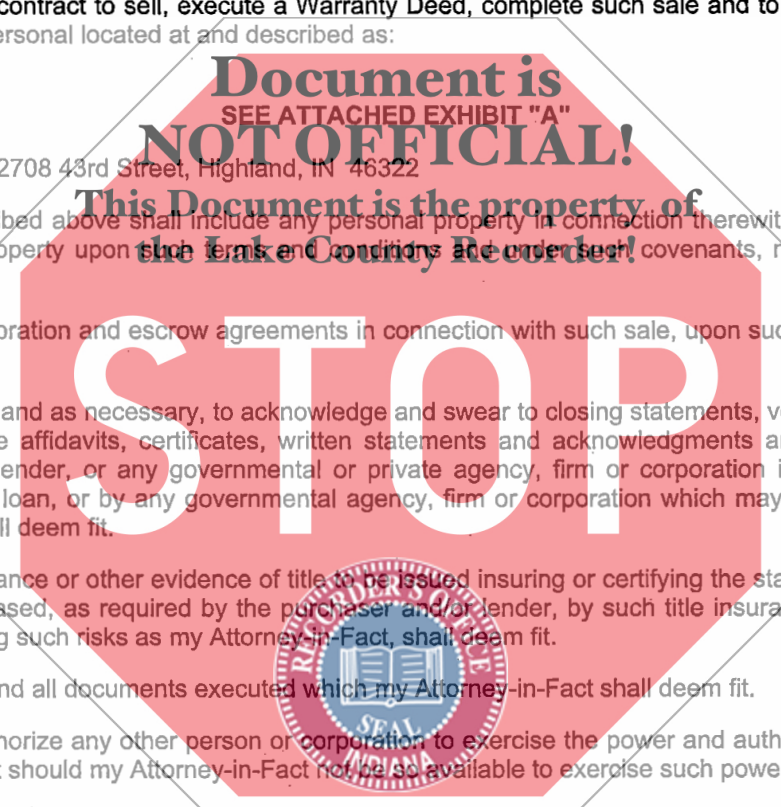 contract to sell, execute a Warranty Deed, complete such sale and to
ersonal located at and described as:
Document is
SEE ATTACHED EXHIBIT "A"
NOT OFFICIAL!
2708 43rd Street, Highland, IN 46322
This Document is the property of
bed above shall include any personal property in connection therewit
operty upon such terms and conditions and under such covenants, r
the Lake County Recorder!
oration and escrow agreements in connection with such sale, upon suc
STOP
and as necessary, to acknowledge and swear to closing statements, v
e affidavits, certificates, written statements and acknowledgments a
ender, or any governmental or private agency, firm or corporation i
loan, or by any governmental agency, firm or corporation which may
ll deem fit.
ance or other evidence of title to be issued insuring or certifying the sta
ased, as required by the purchaser and/or lender, by such title insura
g such risks as my Attorney-in-Fact, shall deem fit.
RECORDER'S OFFICE
SEAL
INDIANA
nd all documents executed which my Attorney-in-Fact shall deem fit.
horize any other person or corporation to exercise the power and auth
t should my Attorney-in-Fact not be so available to exercise such powe